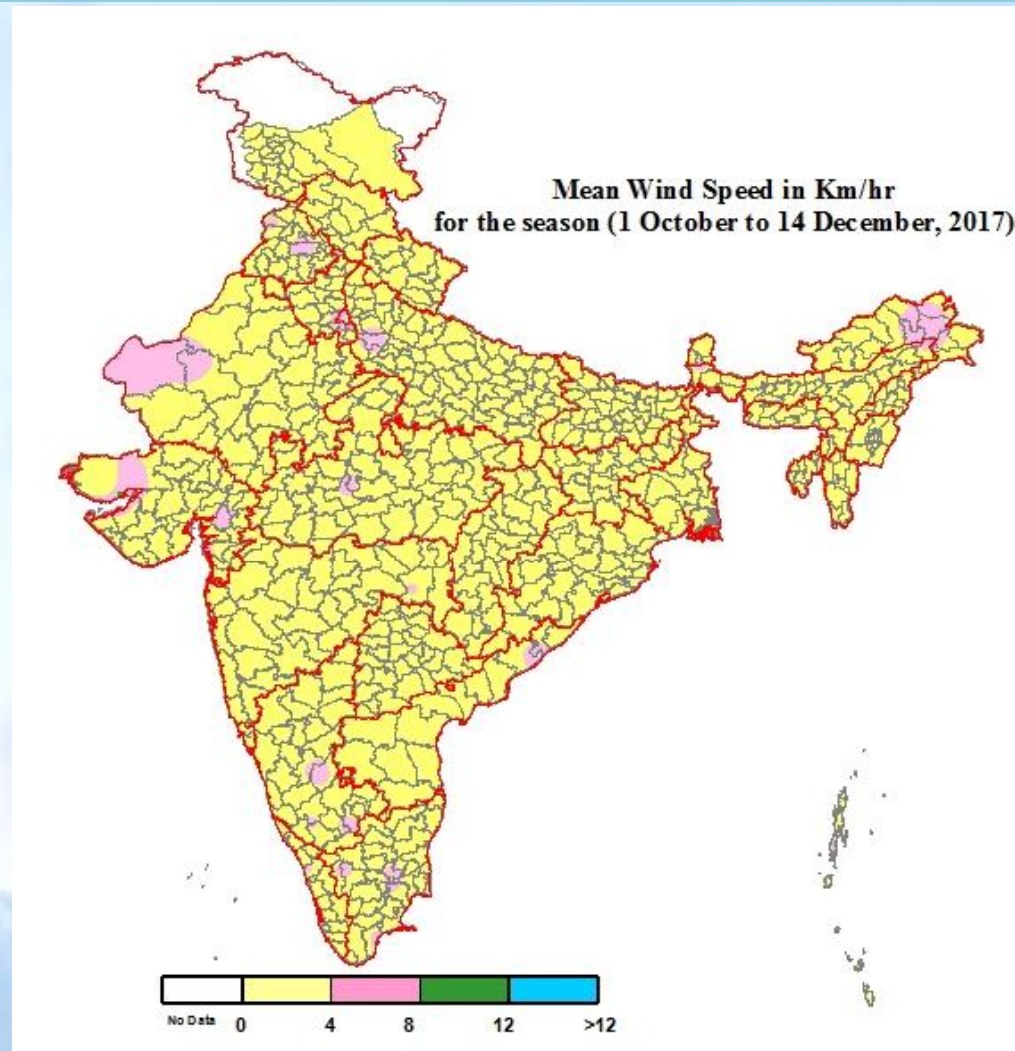 Mean Wind Speed in Km/hr
for the season (1 October to 14 December, 2017)
No Data 0 4 8 12 >12